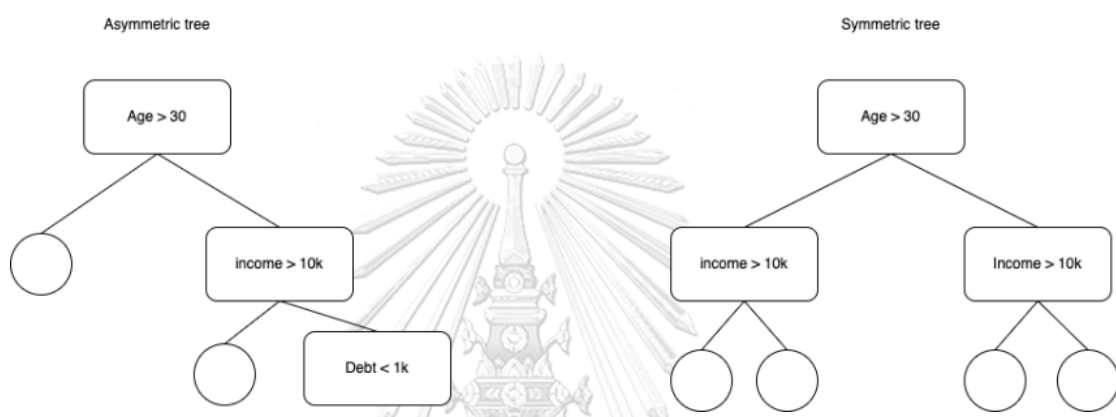 Asymmetric tree
Symmetric tree
Age > 30
Age > 30
income > 10k
income > 10k
Income > 10k
Debt < 1k